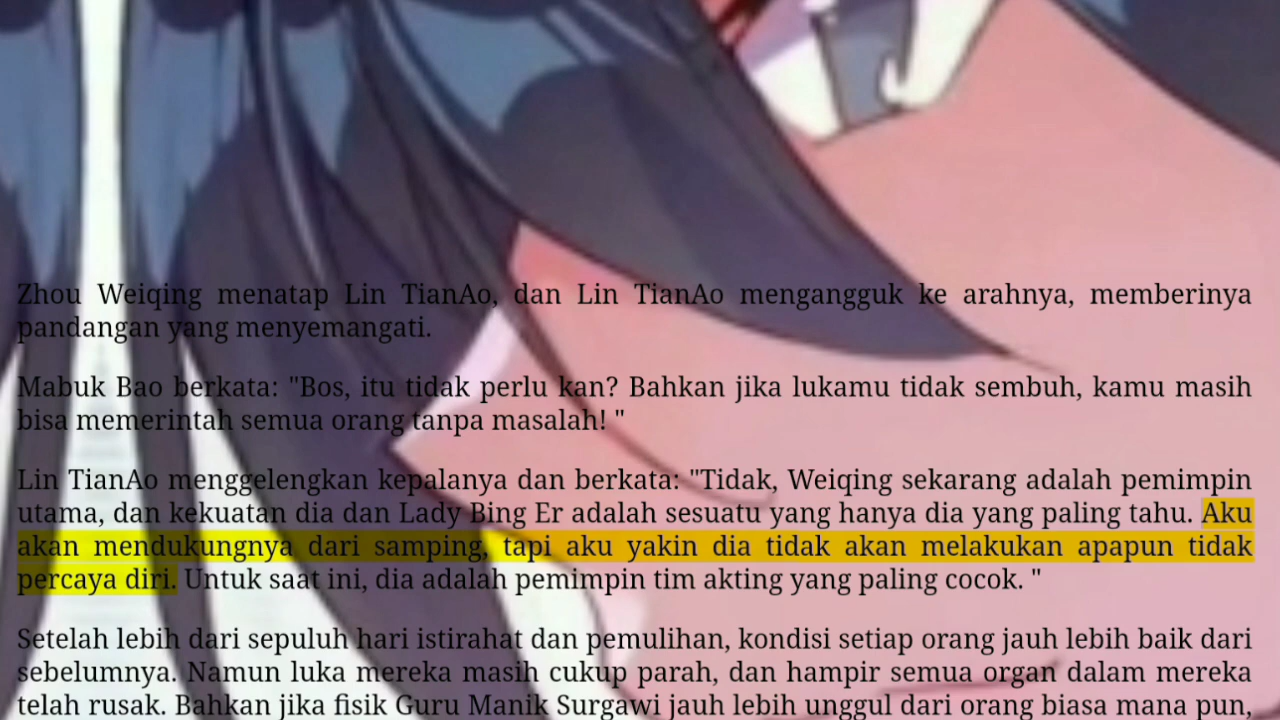 Zhou Weiqing menatap Lin TianAo, dan Lin TianAo mengangguk ke arahnya, memberinya
pandangan yang menyemangati.
Mabuk Bao berkata: "Bos, itu tidak perlu kan? Bahkan jika lukamu tidak sembuh, kamu masih
bisa memerintah semua orang tanpa masalah! "
Lin TianAo menggelengkan kepalanya dan berkata: "Tidak, Weiqing sekarang adalah pemimpin
utama, dan kekuatan dia dan Lady Bing Er adalah sesuatu yang hanya dia yang paling tahu. Aku
akan mendukungnya dari samping, tapi aku yakin dia tidak akan melakukan apapun tidak
percaya diri. Untuk saat ini, dia adalah pemimpin tim akting yang paling cocok. "
Setelah lebih dari sepuluh hari istirahat dan pemulihan, kondisi setiap orang jauh lebih baik dari
sebelumnya. Namun luka mereka masih cukup parah, dan hampir semua organ dalam mereka
telah rusak. Bahkan jika fisik Guru Manik Surgawi jauh lebih unggul dari orang biasa mana pun,